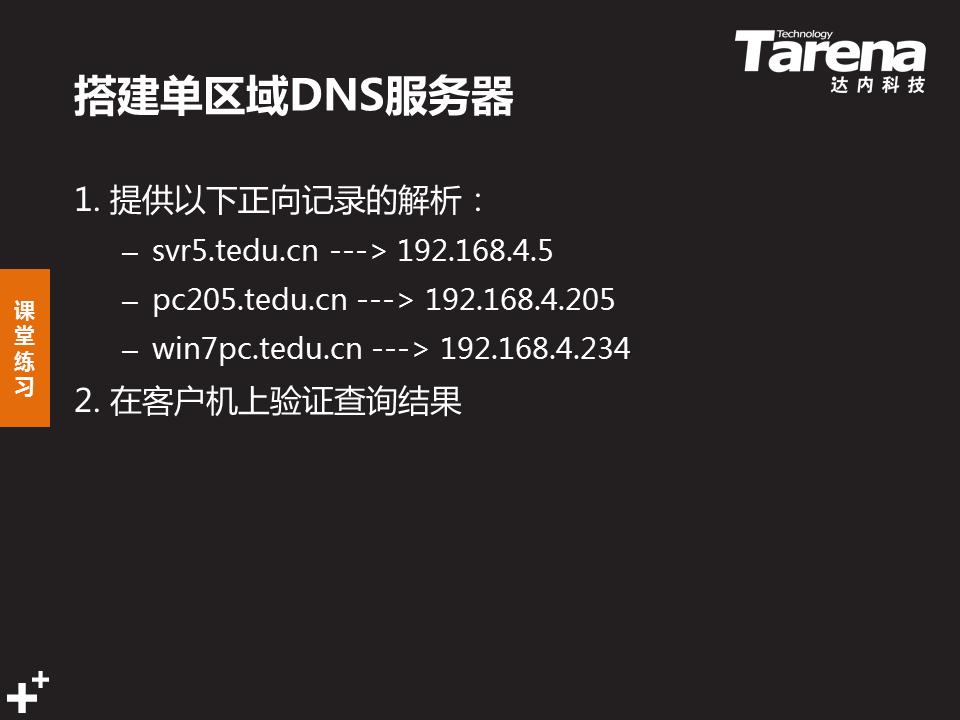 Technology
Tarena
达内科技
搭建单区域DNS服务器
1. 提供以下正向记录的解析：
– svr5.tedu.cn ---> 192.168.4.5
– pc205.tedu.cn ---> 192.168.4.205
– win7pc.tedu.cn ---> 192.168.4.234
2. 在客户机上验证查询结果
课堂练习